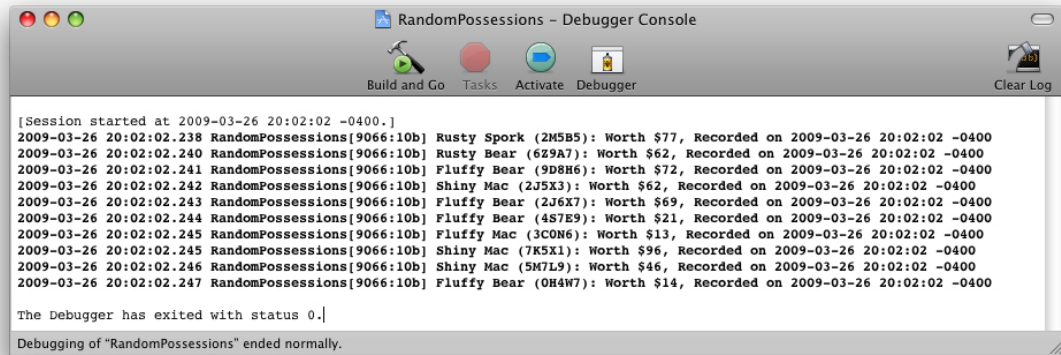 RandomPossessions – Debugger Console
Build and Go Tasks Activate Debugger Clear Log
[Session started at 2009-03-26 20:02:02 -0400.]
2009-03-26 20:02:02.238 RandomPossessions[9066:10b] Rusty Spork (2M5B5): Worth $77, Recorded on 2009-03-26 20:02:02 -0400
2009-03-26 20:02:02.240 RandomPossessions[9066:10b] Rusty Bear (6Z9A7): Worth $62, Recorded on 2009-03-26 20:02:02 -0400
2009-03-26 20:02:02.241 RandomPossessions[9066:10b] Fluffy Bear (9D8H6): Worth $72, Recorded on 2009-03-26 20:02:02 -0400
2009-03-26 20:02:02.242 RandomPossessions[9066:10b] Shiny Mac (2J5X3): Worth $62, Recorded on 2009-03-26 20:02:02 -0400
2009-03-26 20:02:02.243 RandomPossessions[9066:10b] Fluffy Bear (2J6X7): Worth $69, Recorded on 2009-03-26 20:02:02 -0400
2009-03-26 20:02:02.244 RandomPossessions[9066:10b] Fluffy Bear (4S7E9): Worth $21, Recorded on 2009-03-26 20:02:02 -0400
2009-03-26 20:02:02.245 RandomPossessions[9066:10b] Fluffy Mac (3C0N6): Worth $13, Recorded on 2009-03-26 20:02:02 -0400
2009-03-26 20:02:02.245 RandomPossessions[9066:10b] Shiny Mac (7K5X1): Worth $96, Recorded on 2009-03-26 20:02:02 -0400
2009-03-26 20:02:02.246 RandomPossessions[9066:10b] Shiny Mac (5M7L9): Worth $46, Recorded on 2009-03-26 20:02:02 -0400
2009-03-26 20:02:02.247 RandomPossessions[9066:10b] Fluffy Bear (0H4W7): Worth $14, Recorded on 2009-03-26 20:02:02 -0400
The Debugger has exited with status 0.
Debugging of “RandomPossessions” ended normally.